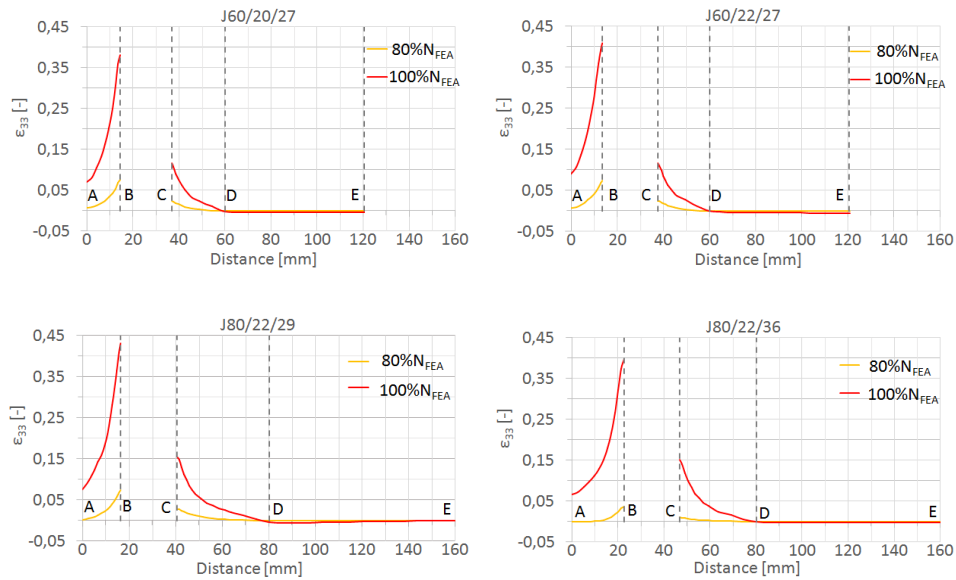 J60/20/27
0,45
0,35
0,25
0,15
0,05
-0,05
ε33 [-]
80%NFEA
100%NFEA
A B C D E
0 20 40 60 80 100 120 140 160
Distance [mm]
J60/22/27
0,45
0,35
0,25
0,15
0,05
-0,05
ε33 [-]
80%NFEA
100%NFEA
A B C D E
0 20 40 60 80 100 120 140 160
Distance [mm]
J80/22/29
0,45
0,35
0,25
0,15
0,05
-0,05
ε33 [-]
80%NFEA
100%NFEA
A B C D E
0 20 40 60 80 100 120 140 160
Distance [mm]
J80/22/36
0,45
0,35
0,25
0,15
0,05
-0,05
ε33 [-]
80%NFEA
100%NFEA
A B C D E
0 20 40 60 80 100 120 140 160
Distance [mm]